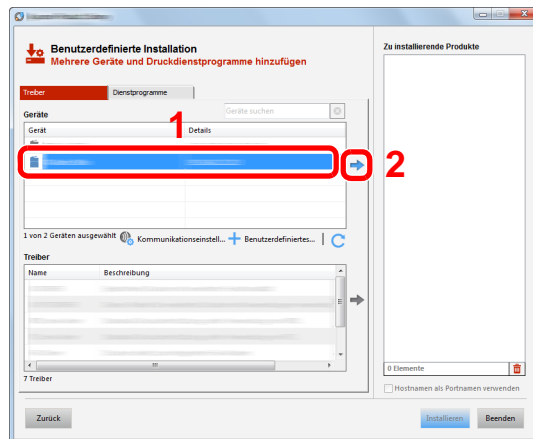 Benutzerdefinierte Installation
Mehrere Geräte und Druckdienstprogramme hinzufügen
Zu installierende Produkte
Treiber
Dienstprogramme
Geräte
Geräte suchen
1
Gerät
Details
2
1 von 2 Geräten ausgewählt
Kommunikationseinstell...
Benutzerdefiniertes...
Treiber
Name
Beschreibung
7 Treiber
0 Elemente
Hostnamen als Portnamen verwenden
Zurück
Installieren
Beenden